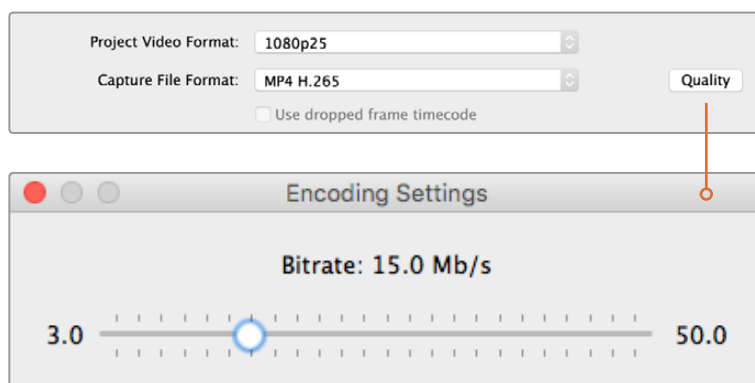 Project Video Format: 1080p25
Capture File Format: MP4 H.265 Quality
Use dropped frame timecode
Encoding Settings
Bitrate: 15.0 Mb/s
3.0 50.0